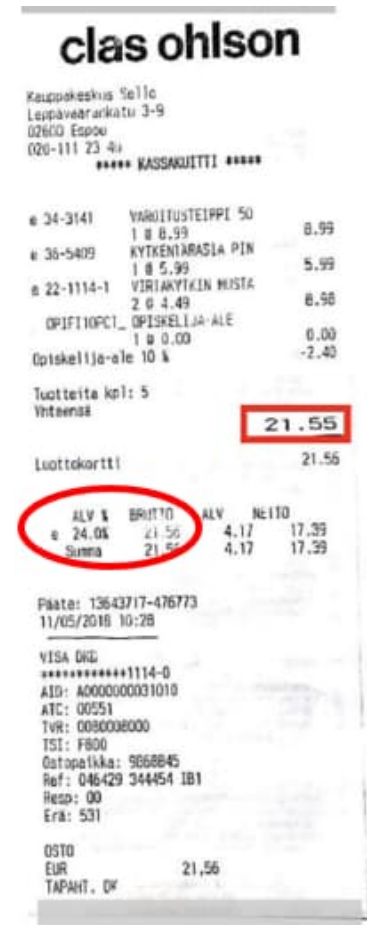 clas ohlson
Kauppakeskus Sello
Leppävaarankatu 3-9
02600 Espoo
020-111 23 40
***** KASSAKUITTI *****
e 34-3141 VAROITUSTEIPPI 50
1 @ 8.99 8.99
e 36-5409 KYTKENTÄRASIA PIN
1 @ 5.99 5.99
e 22-1114-1 VIRTAKYTKIN MUSTA
2 @ 4.49 8.98
OPIFI10PCT_ OPISKELIJA-ALE
1 @ 0.00 0.00
Opiskelija-ale 10 % -2.40
Tuotteita kpl: 5
Yhteensä
21.55
Luottokortti 21.56
ALV % BRUTTO ALV NETTO
e 24.0% 21.56 4.17 17.39
Summa 21.56 4.17 17.39
Pääte: 13643717-476773
11/05/2018 10:28
VISA
************1114-0
AID: A0000000031010
ATC: 00551
TVR: 0080008000
TSI: F800
Ostopaikka: 9868845
Ref: 046429 344454 IB1
Resp: 00
Erä: 531
OSTO
EUR 21,56
TAPAHT. OK